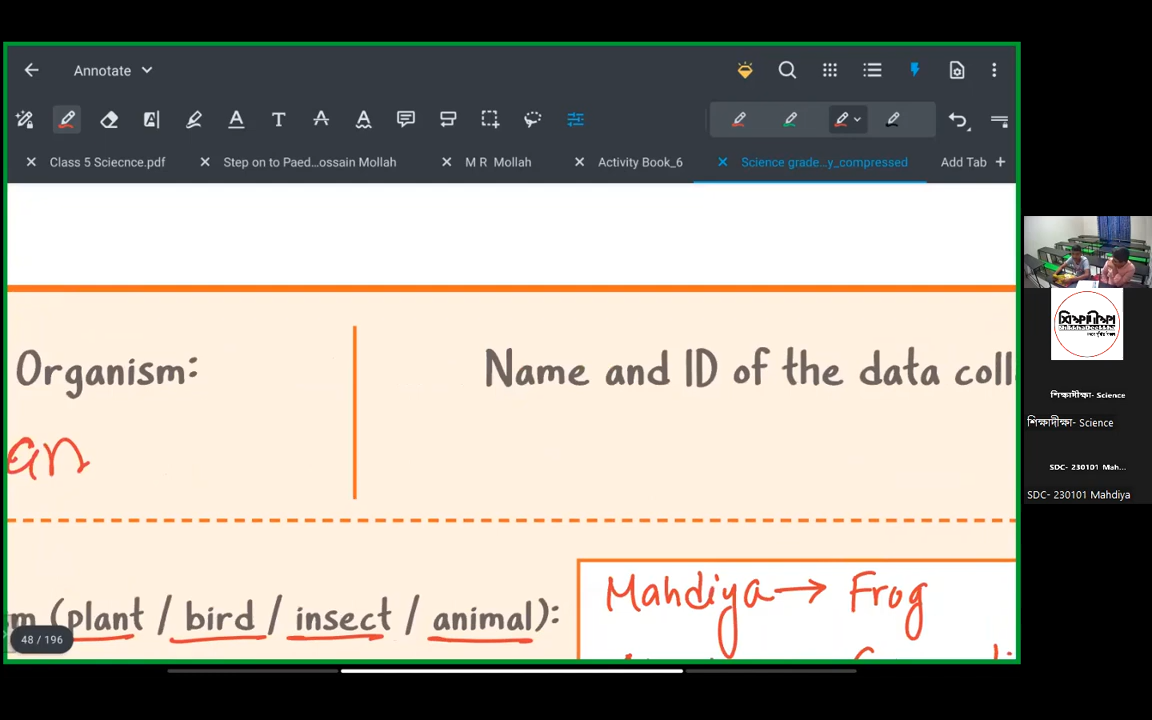 Annotate
Class 5 Sciecnce.pdf
Step on to Paed...ossain Mollah
M R Mollah
Activity Book_6
Science grade...y_compressed
Add Tab +
Organism:
Name and ID of the data coll
an
Mahdiya → Frog
m (plant / bird / insect / animal):
48 / 196
শিক্ষাদীক্ষা
শিক্ষাদীক্ষা- Science
শিক্ষাদীক্ষা- Science
SDC- 230101 Mah...
SDC- 230101 Mahdiya